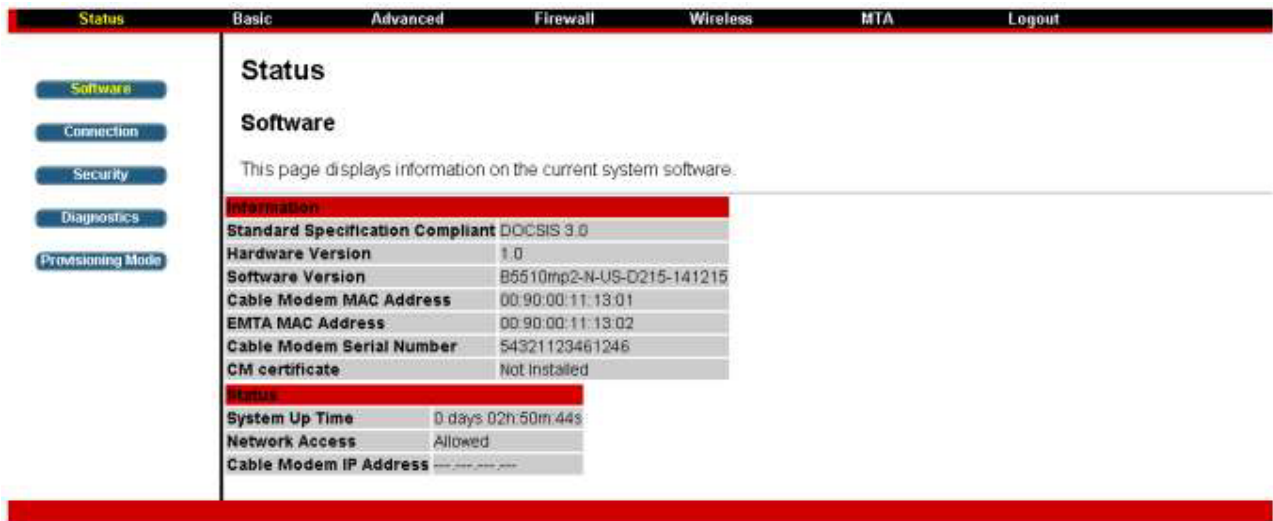 Status Basic Advanced Firewall Wireless MTA Logout
Software
Connection
Security
Diagnostics
Provisioning Mode
Status
Software
This page displays information on the current system software.
Information
Standard Specification Compliant DOCSIS 3.0
Hardware Version 1.0
Software Version B5510mp2-N-US-D215-141215
Cable Modem MAC Address 00:90:00:11:13:01
EMTA MAC Address 00:90:00:11:13:02
Cable Modem Serial Number 54321123461246
CM certificate Not Installed
Status
System Up Time 0 days 02h:50m:44s
Network Access Allowed
Cable Modem IP Address ---.---.---.---